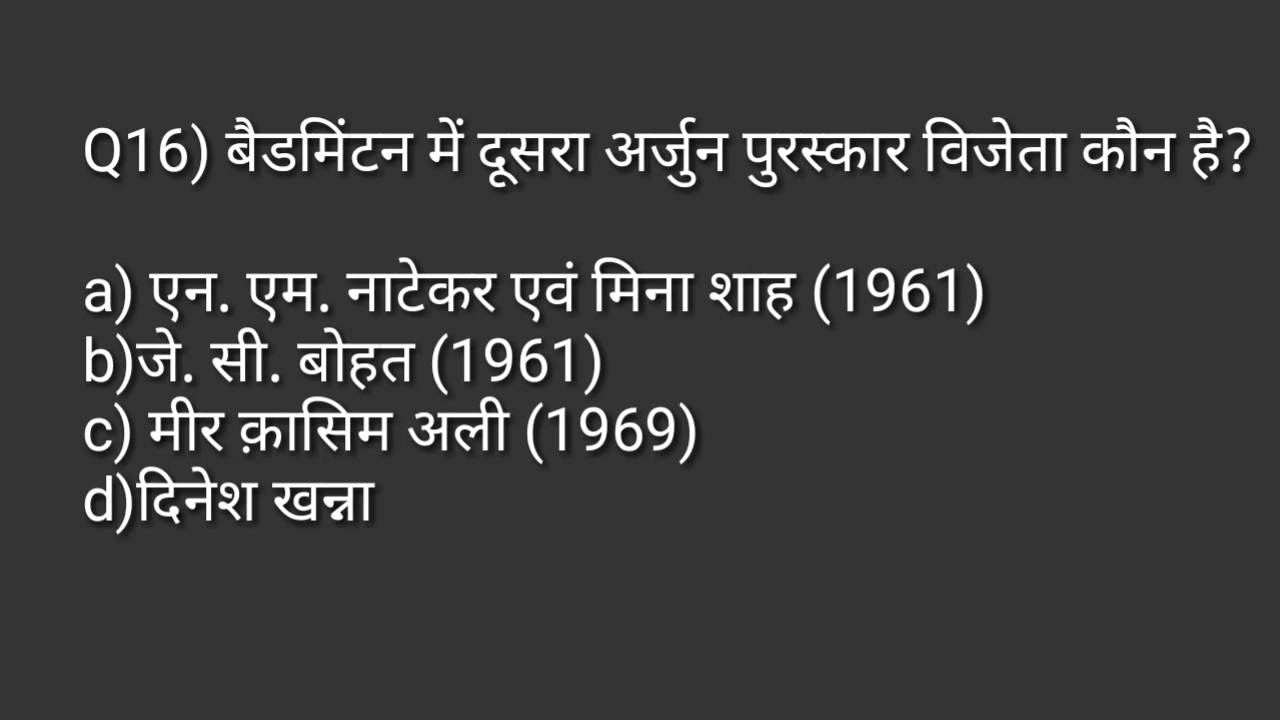 Q16) बैडमिंटन में दूसरा अर्जुन पुरस्कार विजेता कौन है?
a) एन. एम. नाटेकर एवं मिना शाह (1961)
b)जे. सी. बोहत (1961)
c) मीर क़ासिम अली (1969)
d)दिनेश खन्ना